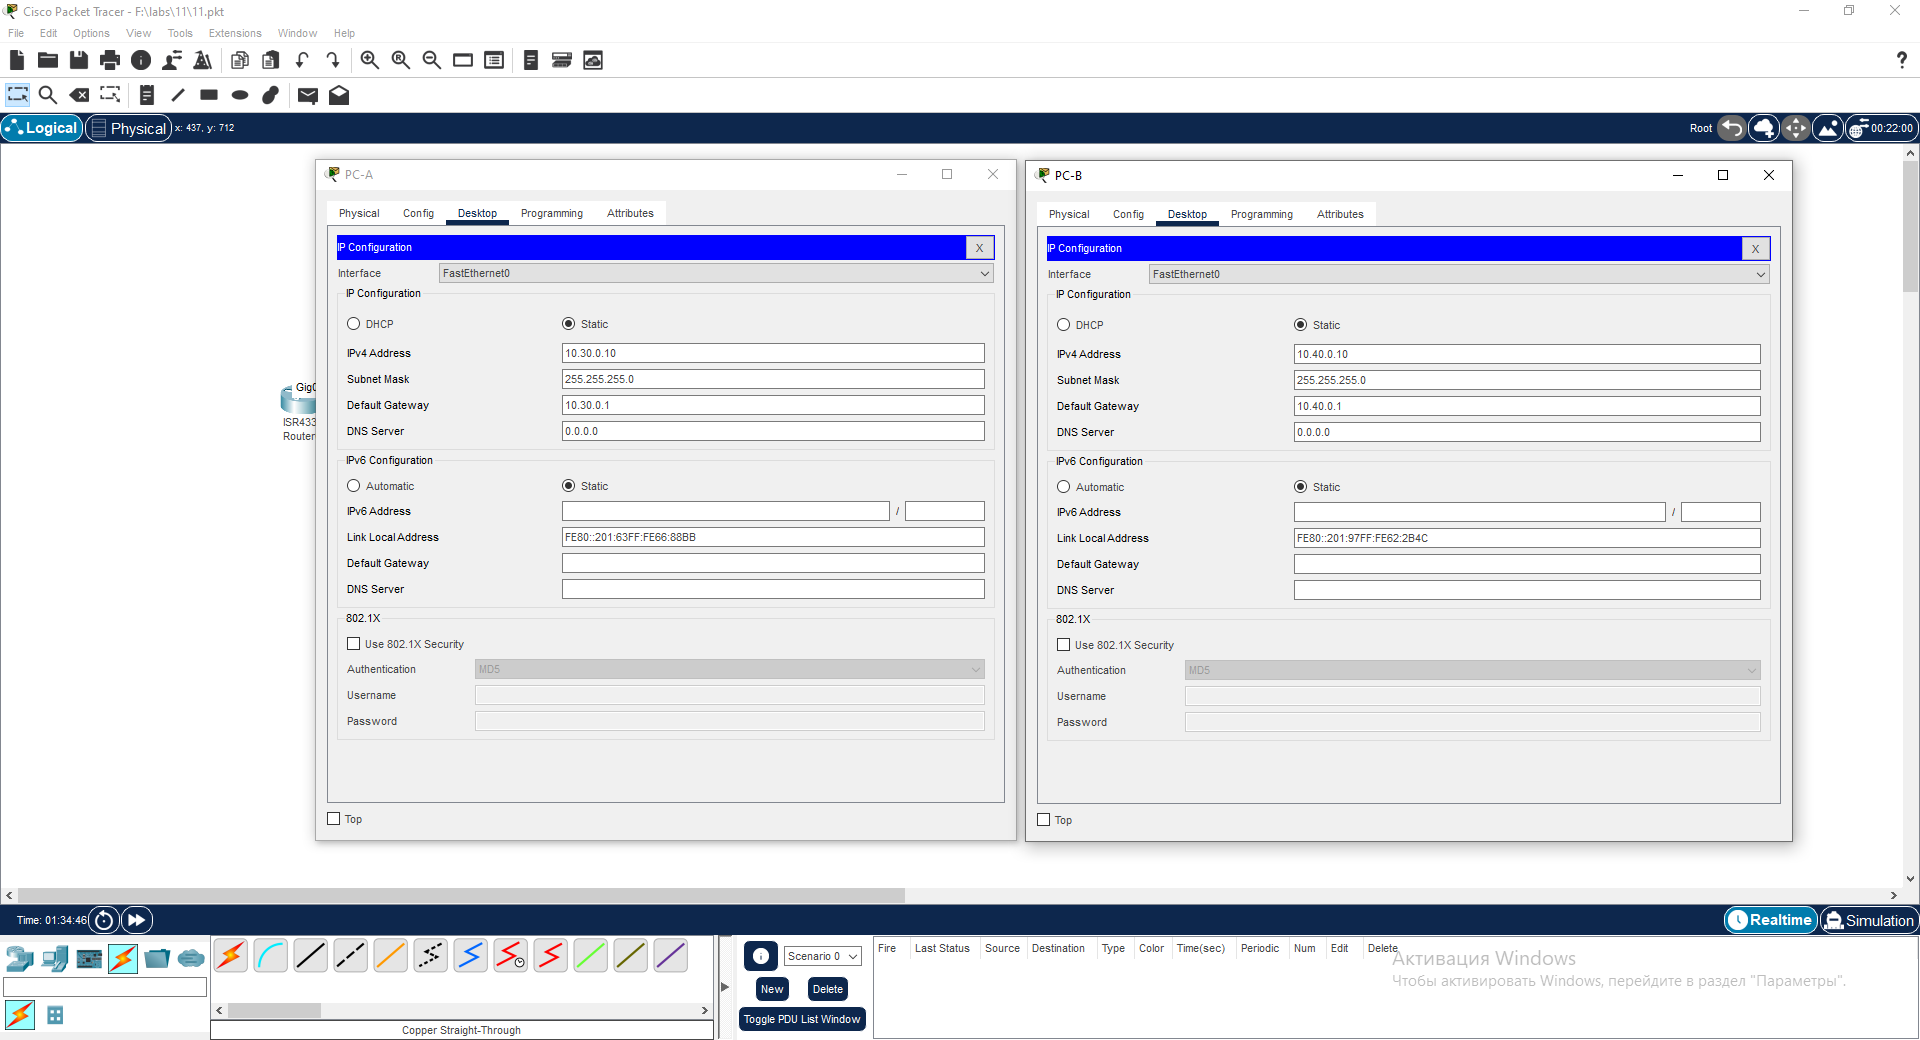 Cisco Packet Tracer - F:\labs\11\11.pkt
File Edit Options View Tools Extensions Window Help
Logical Physical x: 437, y: 712 Root 00:22:00
PC-A
Physical Config Desktop Programming Attributes
IP Configuration X
Interface FastEthernet0
IP Configuration
DHCP Static
IPv4 Address 10.30.0.10
Subnet Mask 255.255.255.0
Default Gateway 10.30.0.1
DNS Server 0.0.0.0
IPv6 Configuration
Automatic Static
IPv6 Address /
Link Local Address FE80::201:63FF:FE66:88BB
Default Gateway
DNS Server
802.1X
Use 802.1X Security
Authentication MD5
Username
Password
Top
PC-B
Physical Config Desktop Programming Attributes
IP Configuration X
Interface FastEthernet0
IP Configuration
DHCP Static
IPv4 Address 10.40.0.10
Subnet Mask 255.255.255.0
Default Gateway 10.40.0.1
DNS Server 0.0.0.0
IPv6 Configuration
Automatic Static
IPv6 Address /
Link Local Address FE80::201:97FF:FE62:2B4C
Default Gateway
DNS Server
802.1X
Use 802.1X Security
Authentication MD5
Username
Password
Top
Gig0
ISR433
Router
Time: 01:34:46 Realtime Simulation
Scenario 0
New Delete
Toggle PDU List Window
Fire Last Status Source Destination Type Color Time(sec) Periodic Num Edit Delete
Активация Windows
Чтобы активировать Windows, перейдите в раздел "Параметры".
Copper Straight-Through